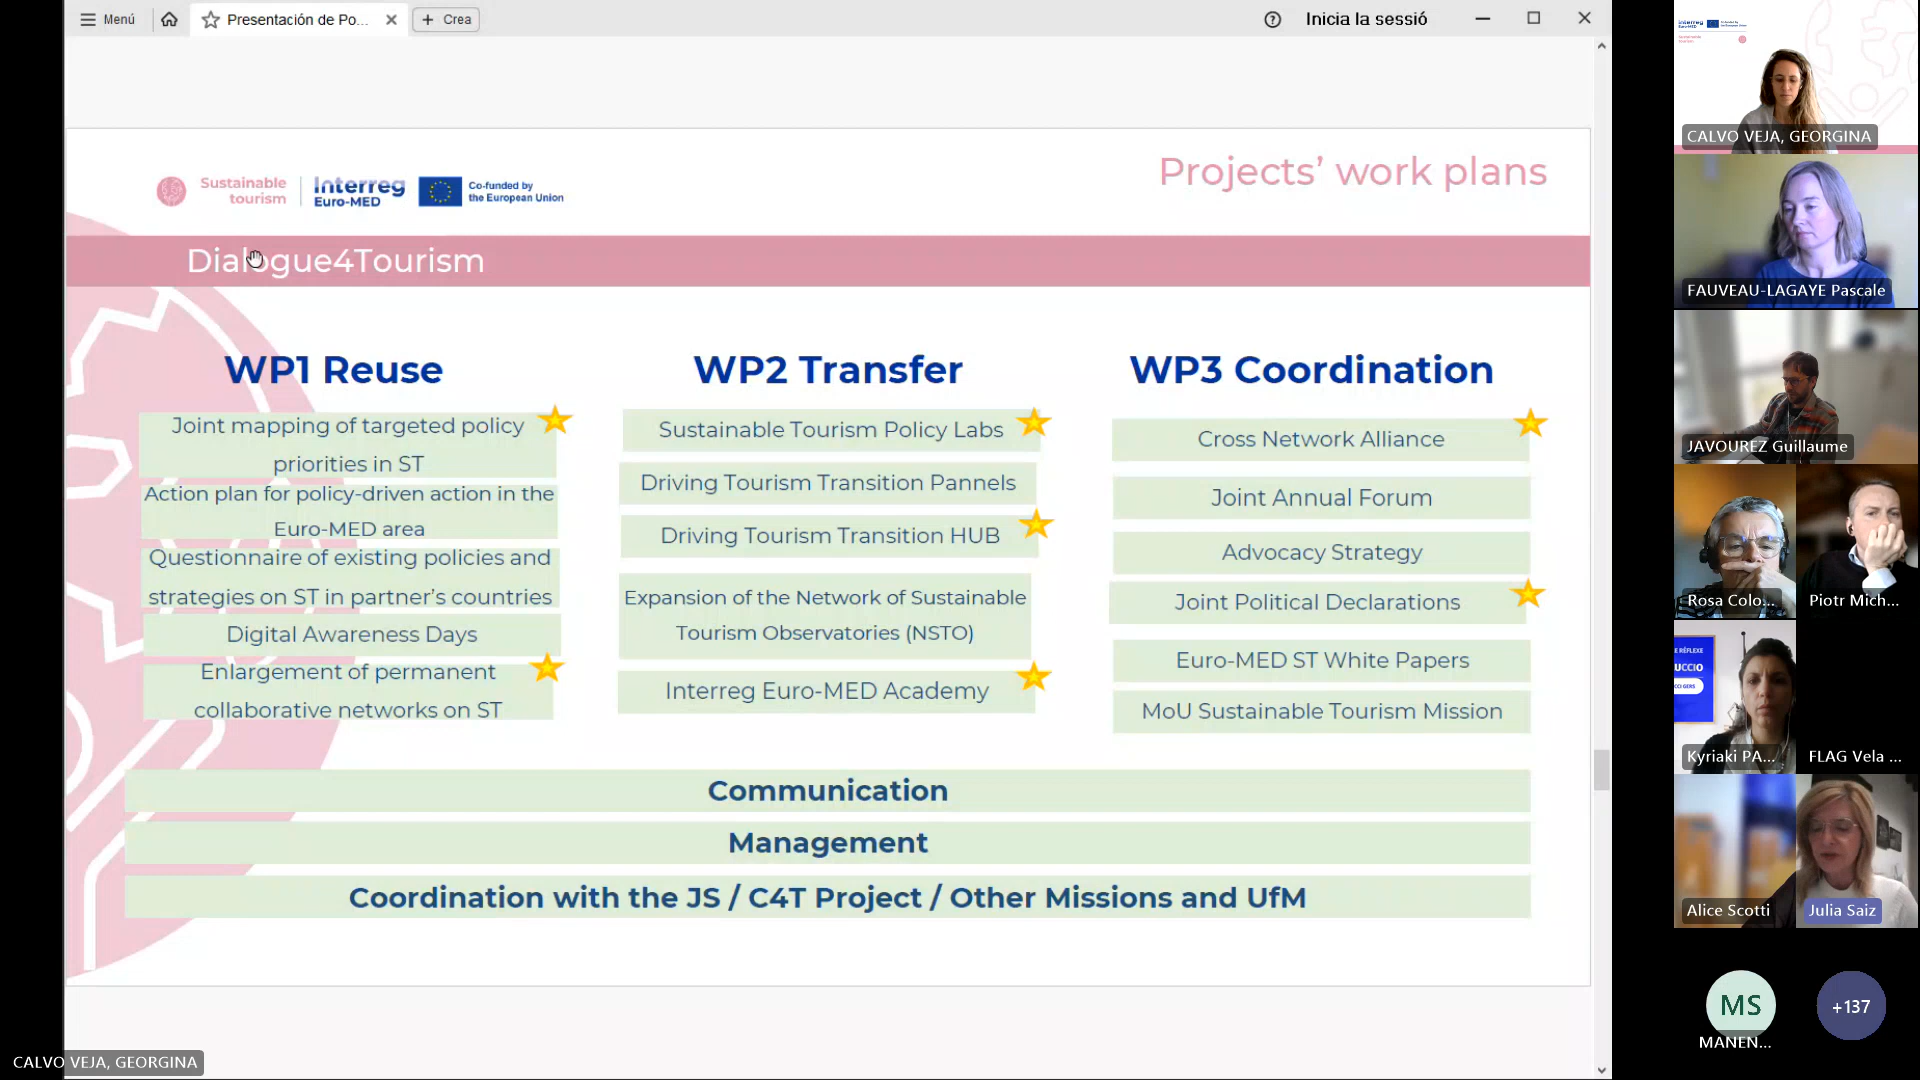 Menú
Presentación de Po...
Crea
Inicia la sessió
Sustainable
tourism
Interreg
Euro-MED
Co-funded by
the European Union
Projects’ work plans
Dialogue4Tourism
WP1 Reuse
Joint mapping of targeted policy
priorities in ST
Action plan for policy-driven action in the
Euro-MED area
Questionnaire of existing policies and
strategies on ST in partner’s countries
Digital Awareness Days
Enlargement of permanent
collaborative networks on ST
WP2 Transfer
Sustainable Tourism Policy Labs
Driving Tourism Transition Pannels
Driving Tourism Transition HUB
Expansion of the Network of Sustainable
Tourism Observatories (NSTO)
Interreg Euro-MED Academy
WP3 Coordination
Cross Network Alliance
Joint Annual Forum
Advocacy Strategy
Joint Political Declarations
Euro-MED ST White Papers
MoU Sustainable Tourism Mission
Communication
Management
Coordination with the JS / C4T Project / Other Missions and UfM
CALVO VEJA, GEORGINA
Interreg
CALVO VEJA, GEORGINA
FAUVEAU-LAGAYE Pascale
JAVOUREZ Guillaume
Rosa Colo...
Piotr Mich...
Kyriaki PA...
FLAG Vela ...
Alice Scotti
Julia Saiz
MS
MANEN...
+137